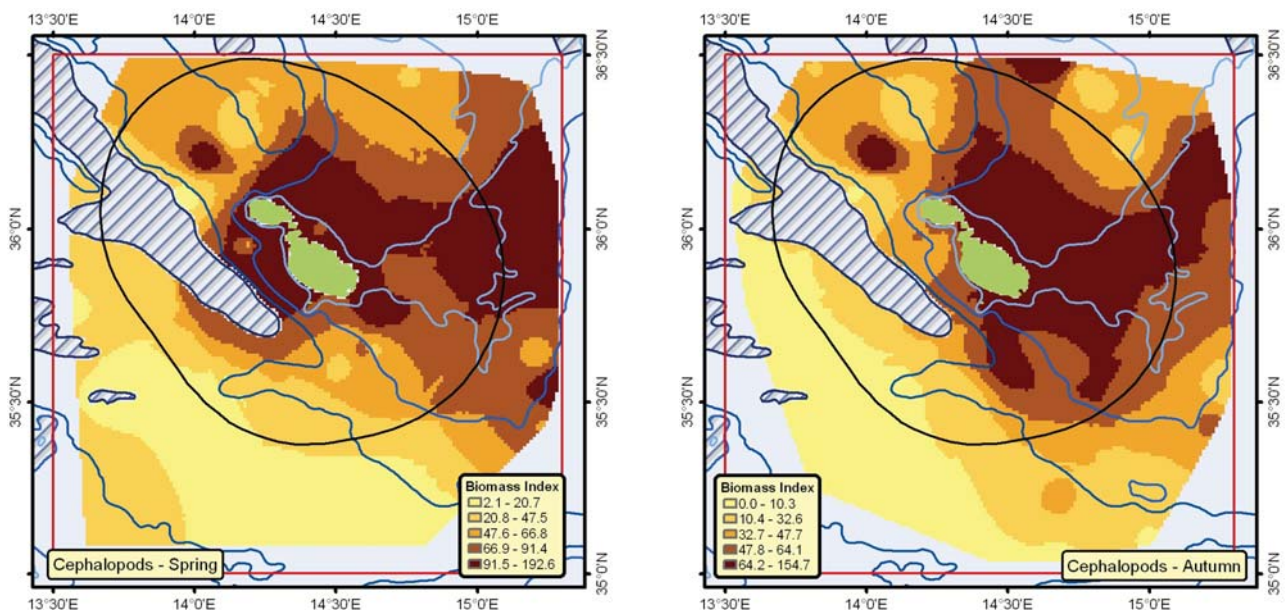 13°30'E 14°0'E 14°30'E 15°0'E
36°30'N
36°0'N
35°30'N
35°0'N
Biomass Index
2.1 - 20.7
20.8 - 47.5
47.6 - 66.8
66.9 - 91.4
91.5 - 192.6
Cephalopods - Spring
13°30'E 14°0'E 14°30'E 15°0'E
13°30'E 14°0'E 14°30'E 15°0'E
36°30'N
36°0'N
35°30'N
35°0'N
Biomass Index
0.0 - 10.3
10.4 - 32.6
32.7 - 47.7
47.8 - 64.1
64.2 - 154.7
Cephalopods - Autumn
13°30'E 14°0'E 14°30'E 15°0'E